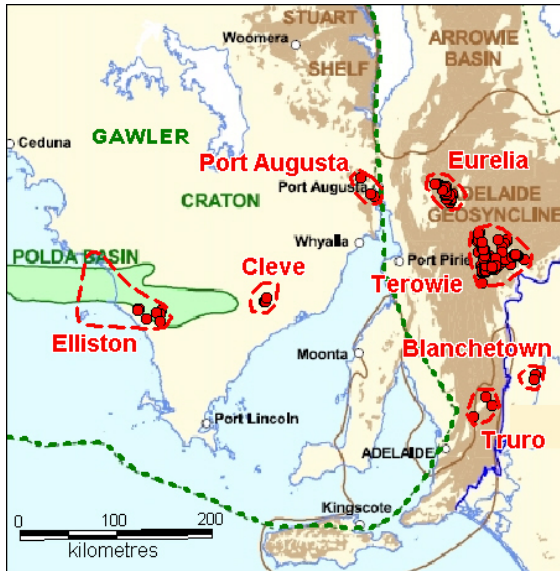 STUART
Woomera
SHELF
ARROWIE
BASIN
Ceduna
GAWLER
Port Augusta
Eurelia
Port Augusta
CRATON
ADELAIDE
GEOSYNCLINE
Whyalla
POLDA BASIN
Cleve
Port Pirie
Terowie
Elliston
Moonta
Blanchetown
Port Lincoln
Truro
ADELAIDE
Kingscote
0 100 200
kilometres